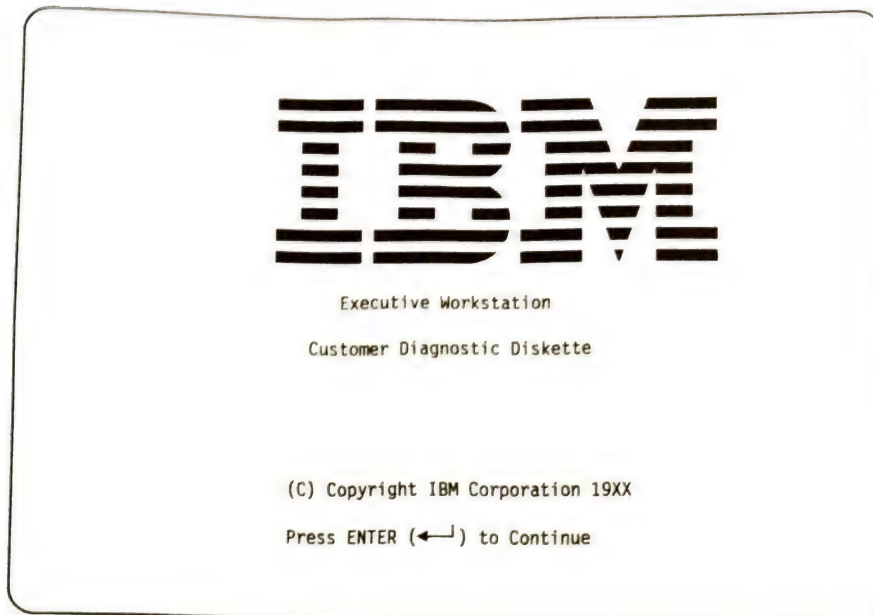 IBM
Executive Workstation
Customer Diagnostic Diskette
(C) Copyright IBM Corporation 19XX
Press ENTER (←┘) to Continue